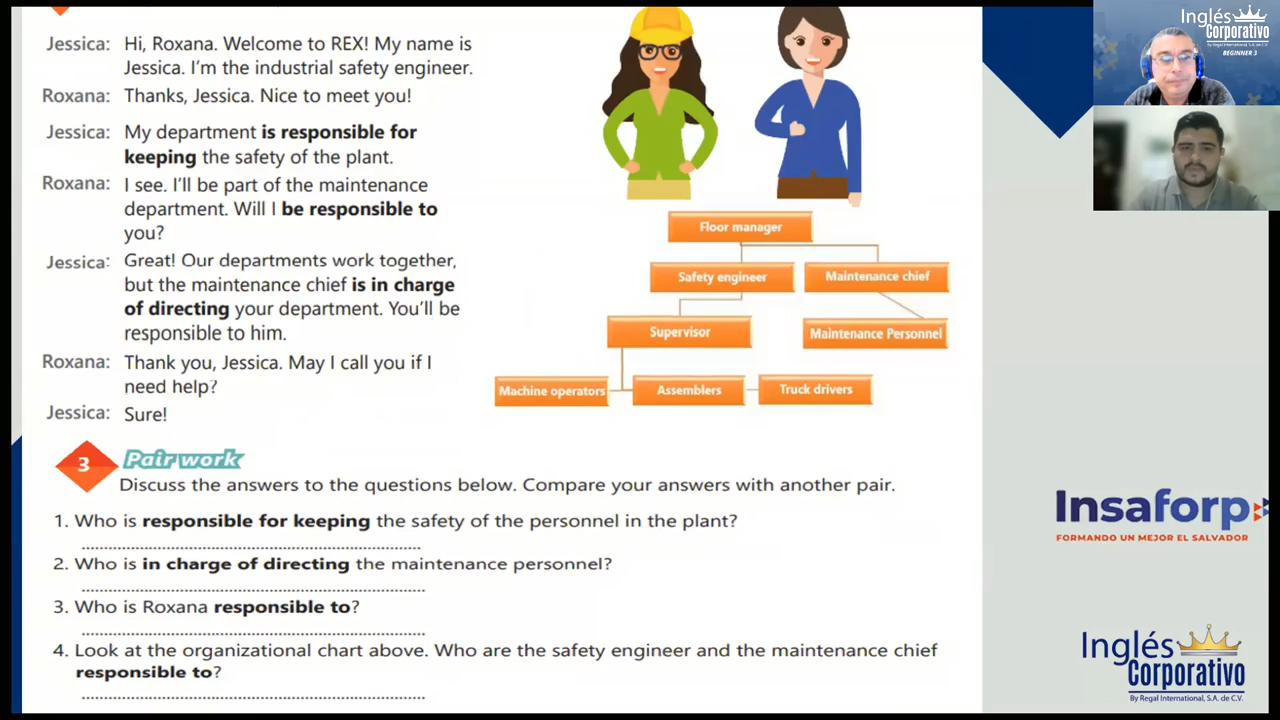 Jessica: Hi, Roxana. Welcome to REX! My name is
Jessica. I'm the industrial safety engineer.
Roxana: Thanks, Jessica. Nice to meet you!
Jessica: My department is responsible for
keeping the safety of the plant.
Roxana: I see. I'll be part of the maintenance
department. Will I be responsible to
you?
Jessica: Great! Our departments work together,
but the maintenance chief is in charge
of directing your department. You'll be
responsible to him.
Roxana: Thank you, Jessica. May I call you if I
need help?
Jessica: Sure!
Floor manager
Safety engineer
Maintenance chief
Supervisor
Maintenance Personnel
Machine operators
Assemblers
Truck drivers
3 Pair work
Discuss the answers to the questions below. Compare your answers with another pair.
1. Who is responsible for keeping the safety of the personnel in the plant?
2. Who is in charge of directing the maintenance personnel?
3. Who is Roxana responsible to?
4. Look at the organizational chart above. Who are the safety engineer and the maintenance chief
responsible to?
Inglés
Corporativo
By Regal International, S.A. de C.V.
BEGINNER 3
Insaforp
FORMANDO UN MEJOR EL SALVADOR
Inglés
Corporativo
By Regal International, S.A. de C.V.